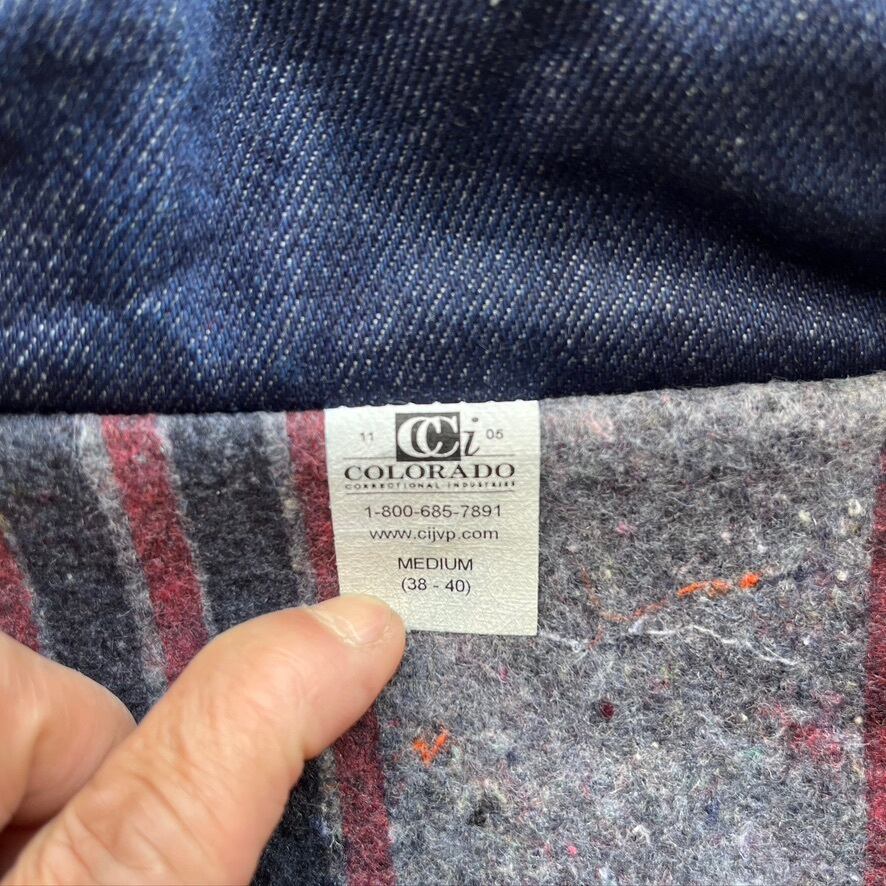 11 CCi 05
COLORADO
CORRECTIONAL INDUSTRIES
1-800-685-7891
www.cijvp.com
MEDIUM
(38 - 40)